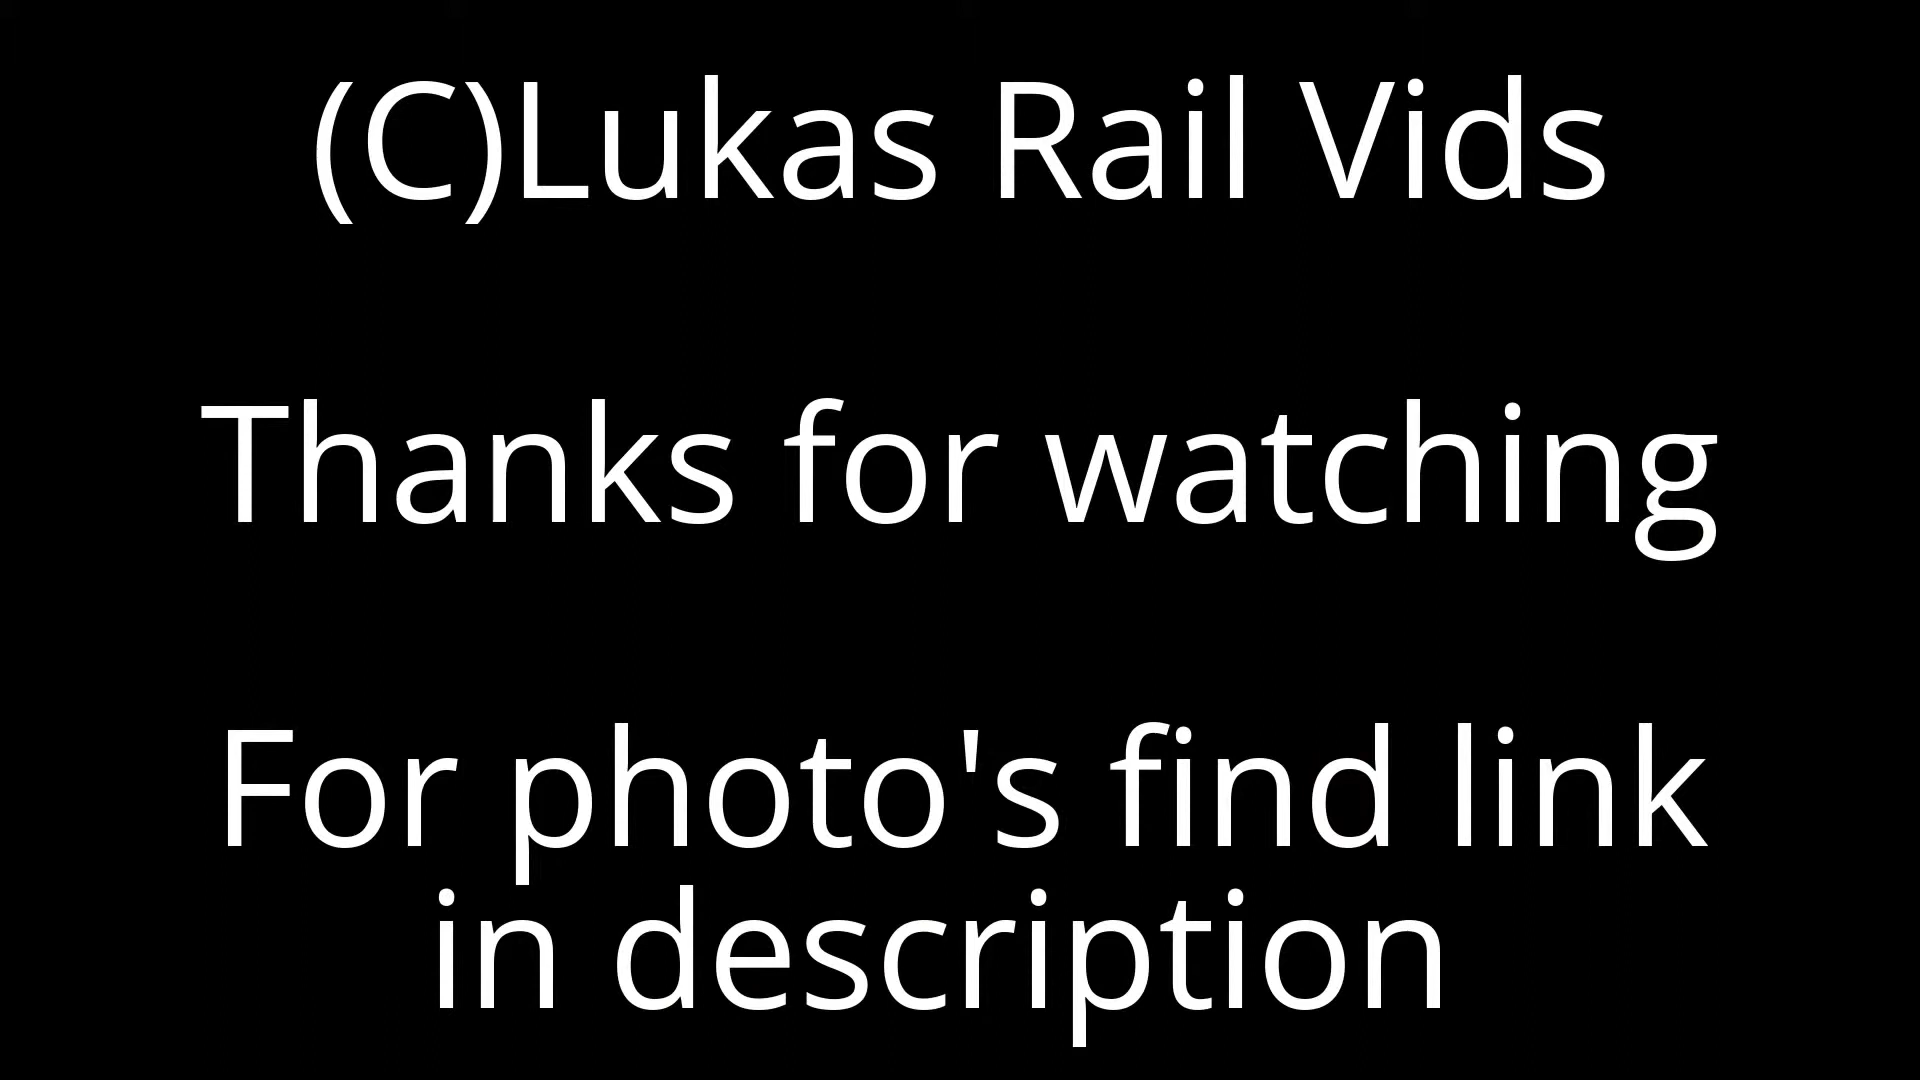 (C)Lukas Rail Vids
Thanks for watching
For photo's find link
in description